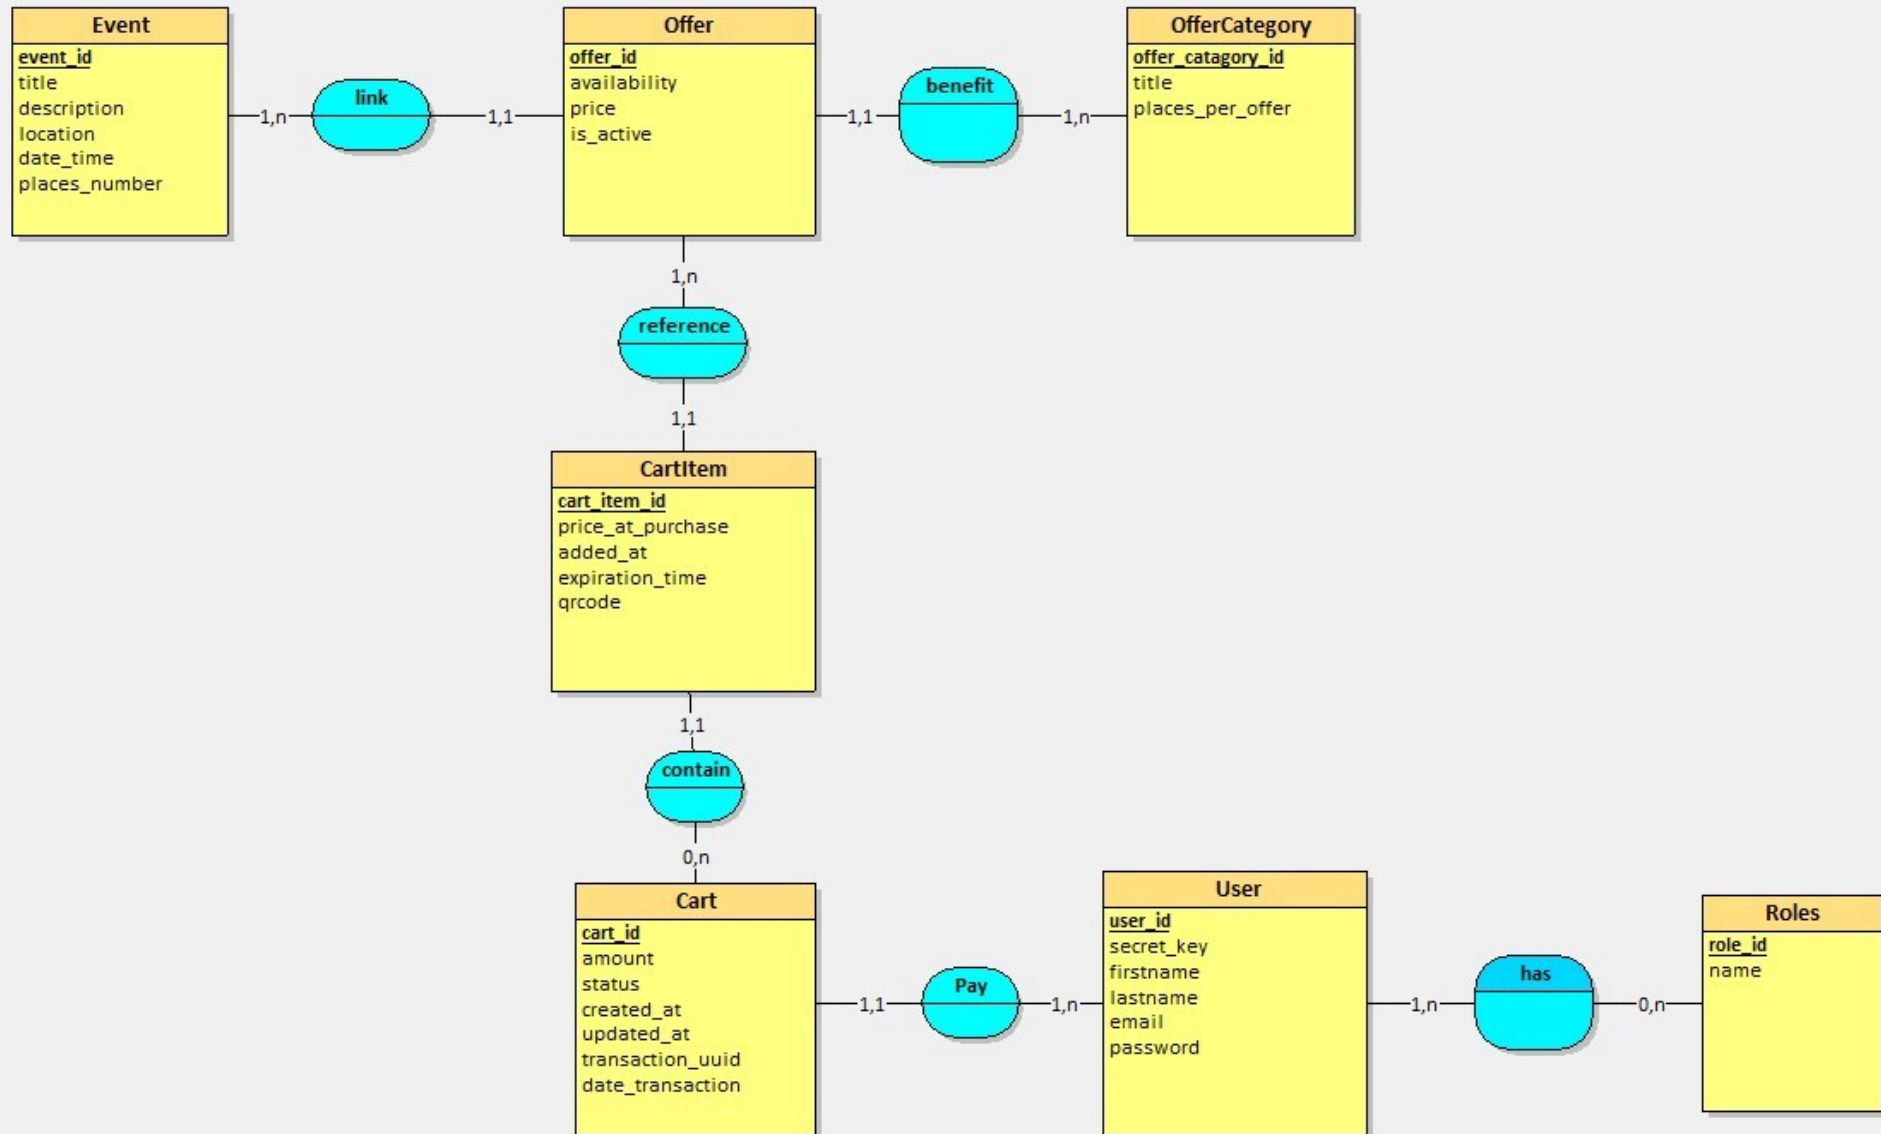 Event
event_id
title
description
location
date_time
places_number
1,n
link
1,1
Offer
offer_id
availability
price
is_active
1,1
benefit
1,n
OfferCategory
offer_catagory_id
title
places_per_offer
1,n
reference
1,1
CartItem
cart_item_id
price_at_purchase
added_at
expiration_time
qrcode
1,1
contain
0,n
Cart
cart_id
amount
status
created_at
updated_at
transaction_uuid
date_transaction
1,1
Pay
1,n
User
user_id
secret_key
firstname
lastname
email
password
1,n
has
0,n
Roles
role_id
name